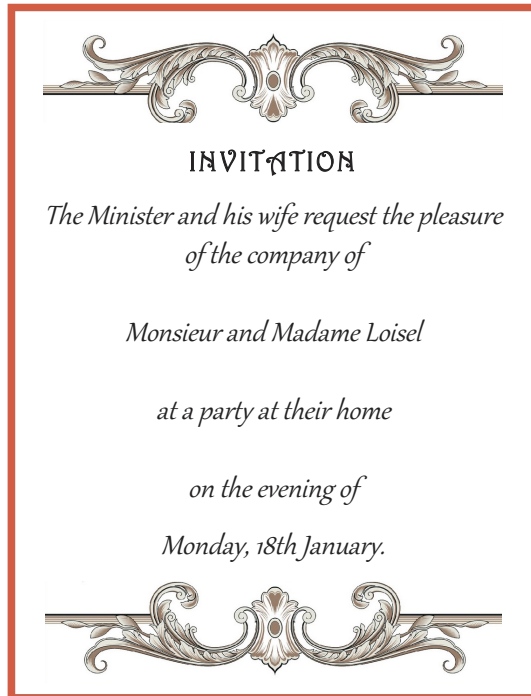 INVITATION
The Minister and his wife request the pleasure
of the company of
Monsieur and Madame Loisel
at a party at their home
on the evening of
Monday, 18th January.